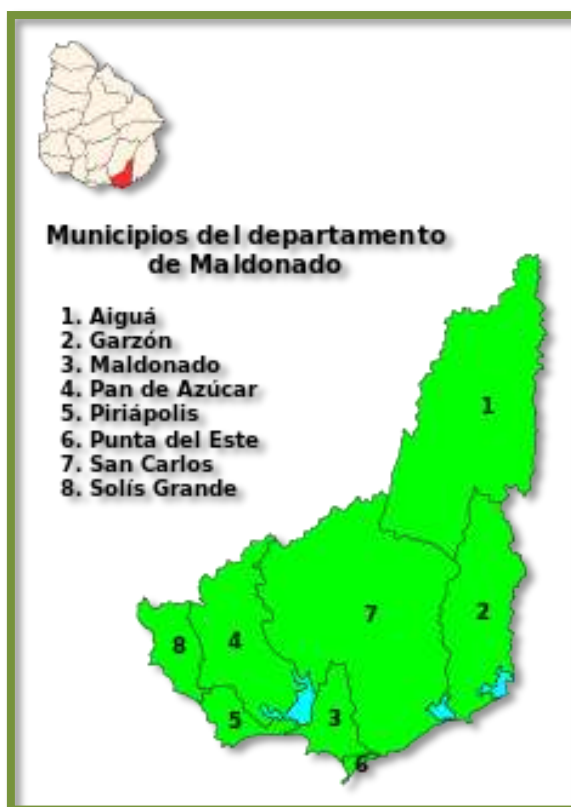 Municipios del departamento
de Maldonado
1. Aiguá
2. Garzón
3. Maldonado
4. Pan de Azúcar
5. Piriápolis
6. Punta del Este
7. San Carlos
8. Solís Grande
1
2
7
4
8
3
5
6